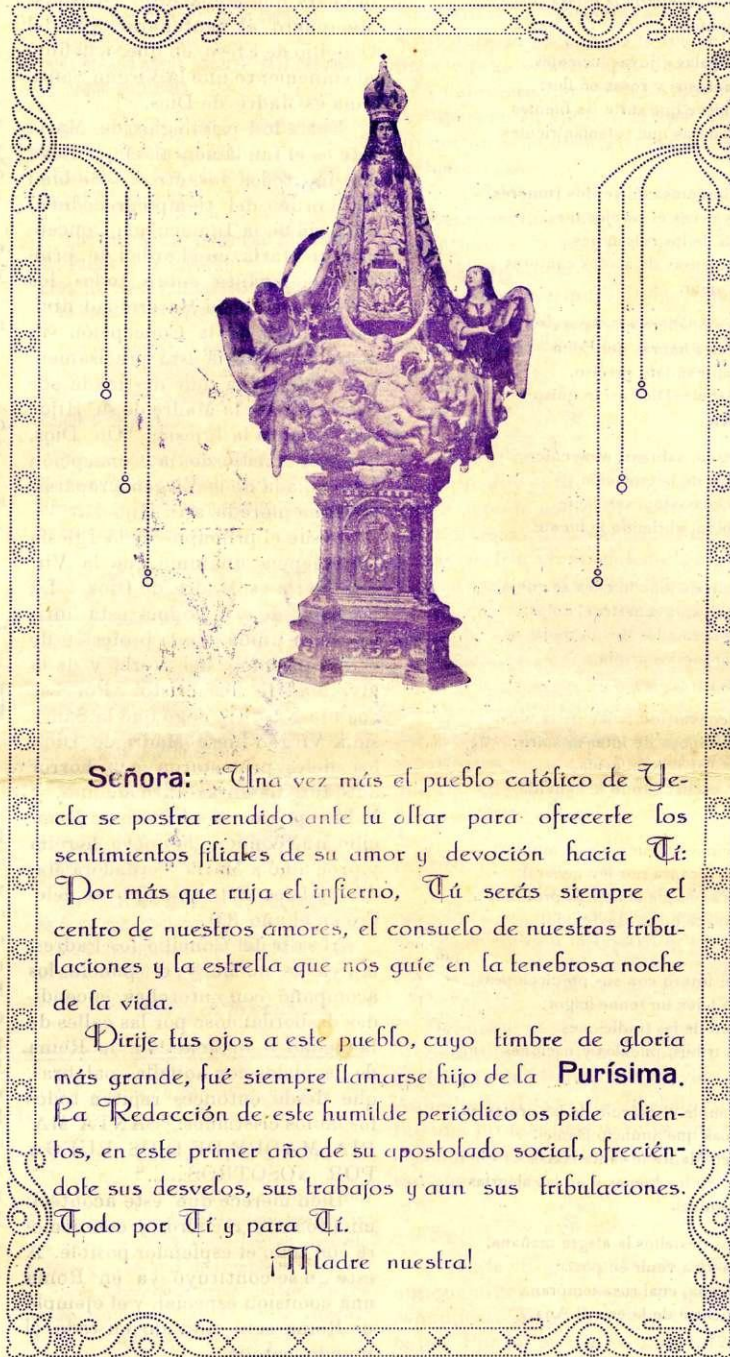 Señora: Una vez más el pueblo católico de Ye-
cla se postra rendido ante tu altar para ofrecerte los
sentimientos filiales de su amor y devoción hacia Tí:
Por más que ruja el infierno, Tú serás siempre el
centro de nuestros amores, el consuelo de nuestras tribu-
laciones y la estrella que nos guíe en la tenebrosa noche
de la vida.
Dirije tus ojos a este pueblo, cuyo timbre de gloria
más grande, fué siempre llamarse hijo de la Purísima.
La Redacción de este humilde periódico os pide alien-
tos, en este primer año de su apostolado social, ofrecién-
dote sus desvelos, sus trabajos y aun sus tribulaciones.
Todo por Tí y para Tí.
¡Madre nuestra!